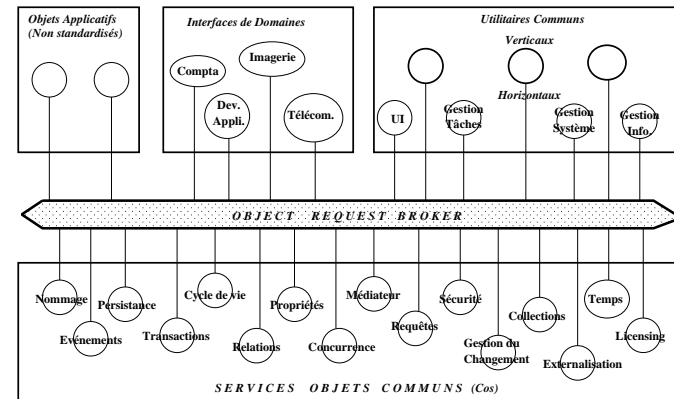 Objets Applicatifs
(Non standardisés)
Interfaces de Domaines
Utilitaires Communs
Verticaux
Compta
Imagerie
Dev.
Appli.
Télécom.
Horizontaux
UI
Gestion
Tâches
Gestion
Système
Gestion
Info.
OBJECT REQUEST BROKER
Nommage
Evénements
Persistance
Transactions
Cycle de vie
Relations
Propriétés
Concurrence
Médiateur
Requêtes
Sécurité
Gestion du
Changement
Collections
Externalisation
Temps
Licensing
SERVICES OBJETS COMMUNS (Cos)